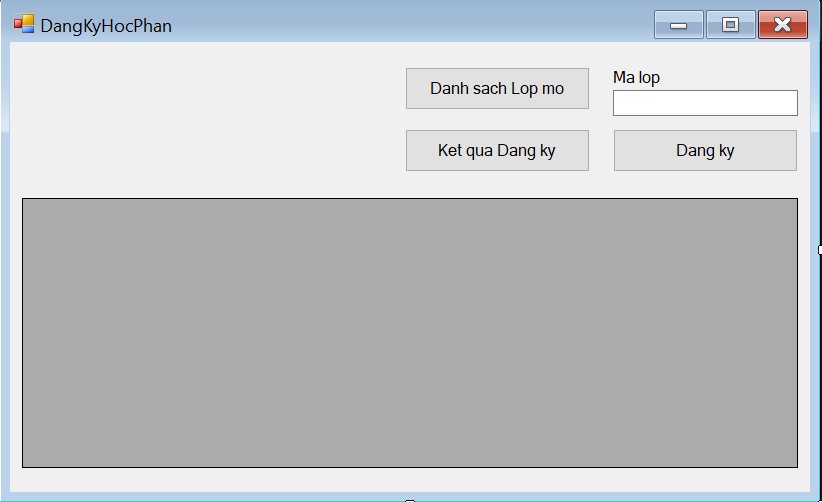 DangKyHocPhan
Danh sach Lop mo
Ma lop
Ket qua Dang ky
Dang ky